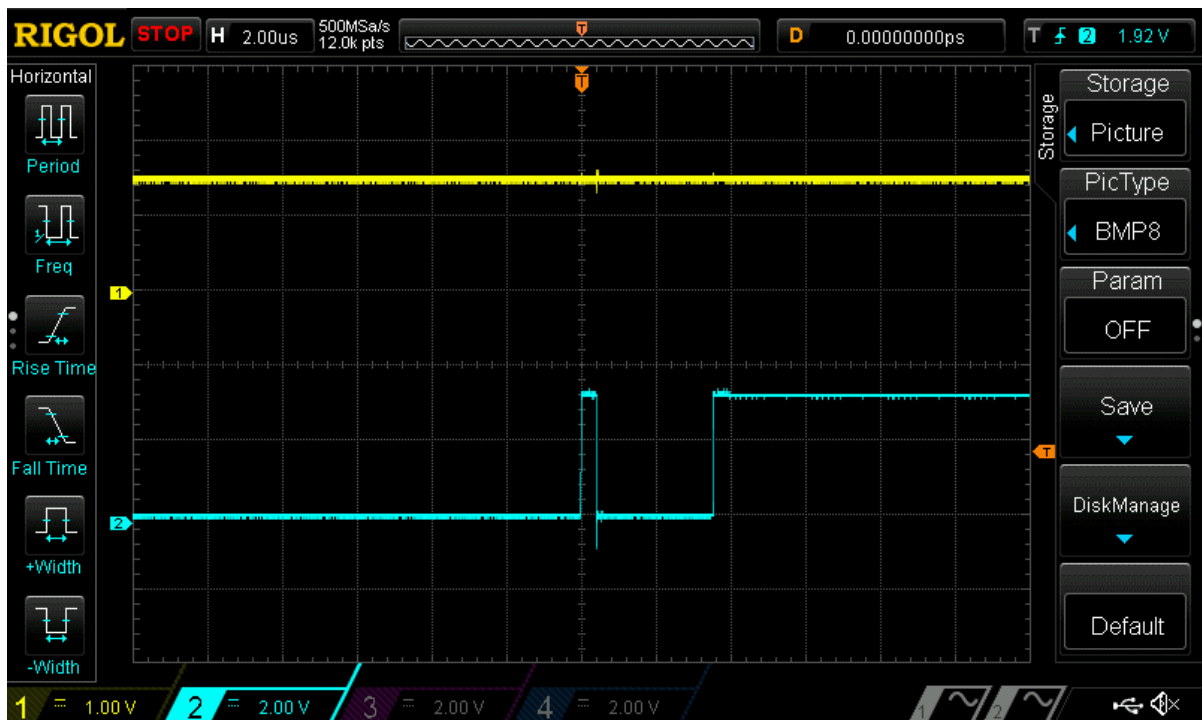 RIGOL STOP H 2.00us 500MSa/s 12.0k pts T D 0.00000000ps T 2 1.92 V
Horizontal
Period
Freq
Rise Time
Fall Time
+Width
-Width
T
1
2
T
Storage
Storage
Picture
PicType
BMP8
Param
OFF
Save
DiskManage
Default
1 = 1.00 V 2 = 2.00 V 3 = 2.00 V 4 = 2.00 V 1 2